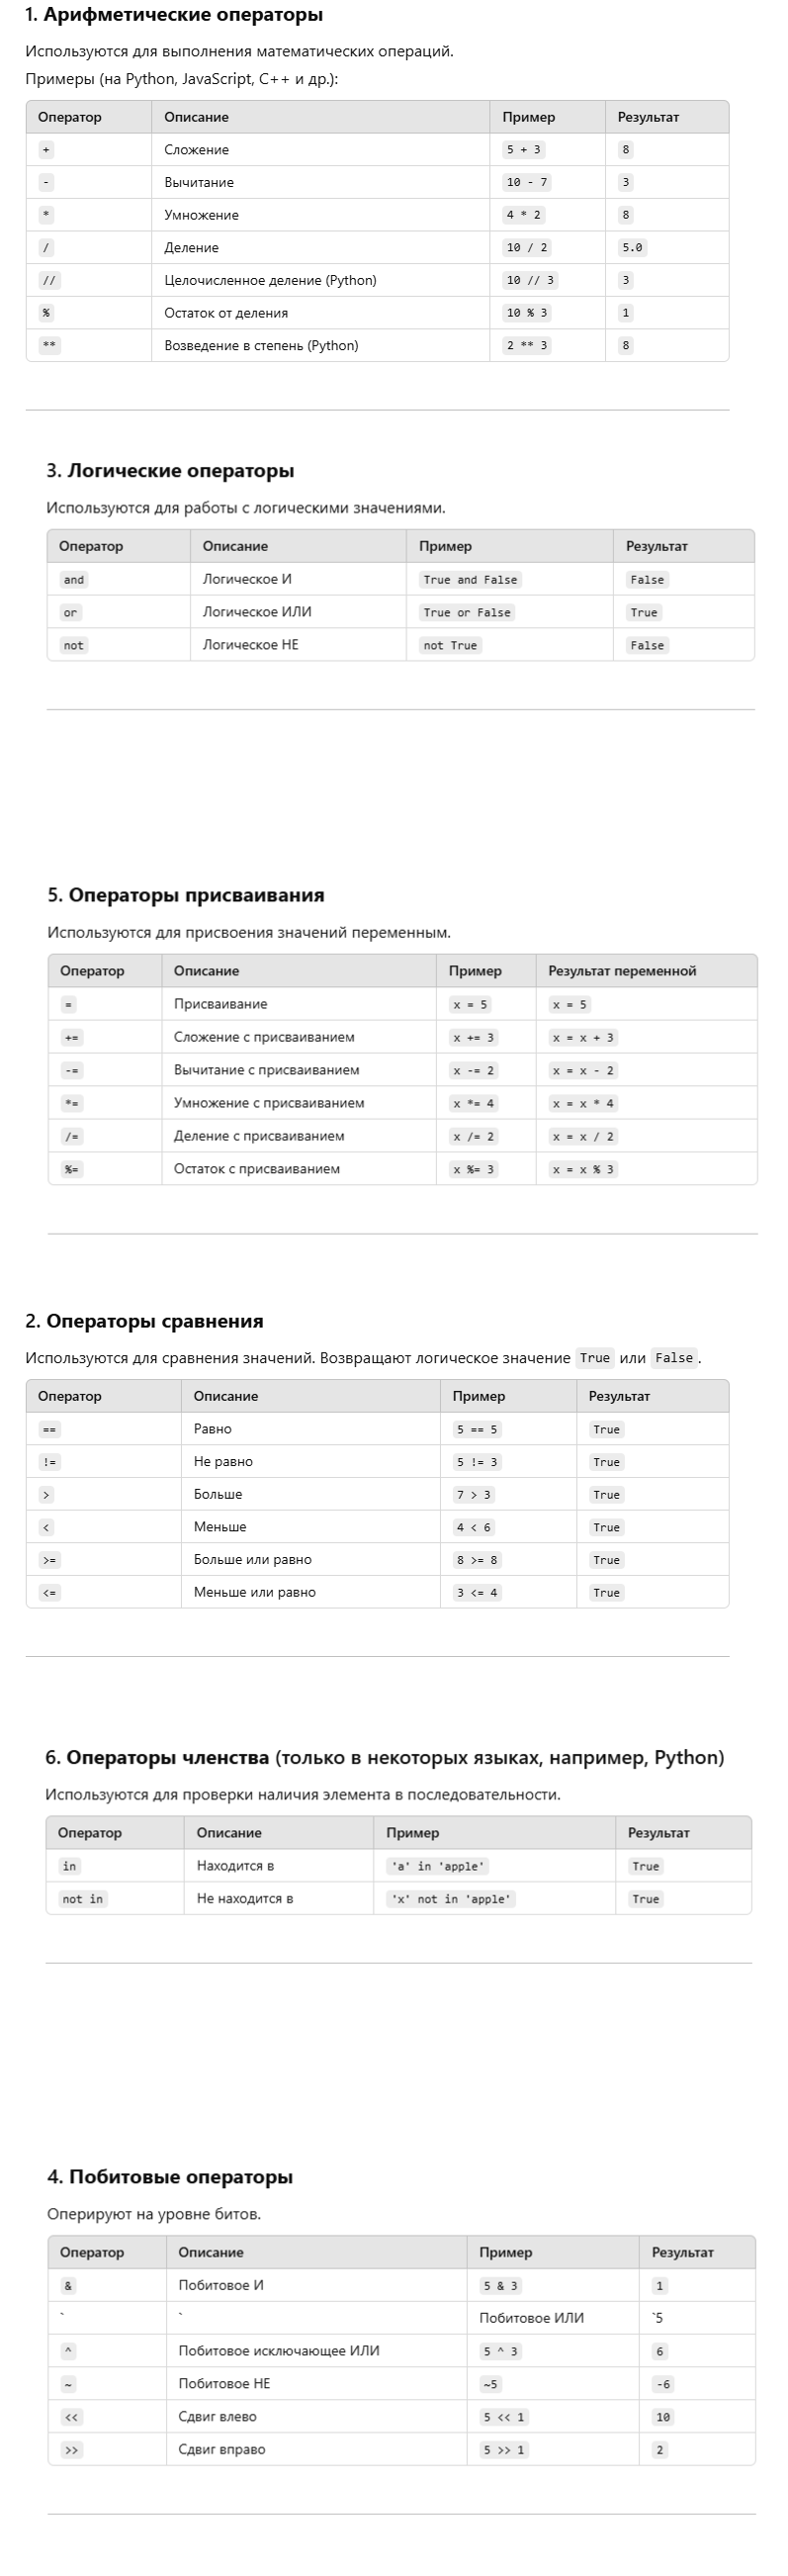 1. Арифметические операторы
Используются для выполнения математических операций.
Примеры (на Python, JavaScript, C++ и др.):
Оператор Описание Пример Результат
+ Сложение 5 + 3 8
- Вычитание 10 - 7 3
* Умножение 4 * 2 8
/ Деление 10 / 2 5.0
// Целочисленное деление (Python) 10 // 3 3
% Остаток от деления 10 % 3 1
** Возведение в степень (Python) 2 ** 3 8
3. Логические операторы
Используются для работы с логическими значениями.
Оператор Описание Пример Результат
and Логическое И True and False False
or Логическое ИЛИ True or False True
not Логическое НЕ not True False
5. Операторы присваивания
Используются для присвоения значений переменным.
Оператор Описание Пример Результат переменной
= Присваивание x = 5 x = 5
+= Сложение с присваиванием x += 3 x = x + 3
-= Вычитание с присваиванием x -= 2 x = x - 2
*= Умножение с присваиванием x *= 4 x = x * 4
/= Деление с присваиванием x /= 2 x = x / 2
%= Остаток с присваиванием x %= 3 x = x % 3
2. Операторы сравнения
Используются для сравнения значений. Возвращают логическое значение True или False.
Оператор Описание Пример Результат
== Равно 5 == 5 True
!= Не равно 5 != 3 True
> Больше 7 > 3 True
< Меньше 4 < 6 True
>= Больше или равно 8 >= 8 True
<= Меньше или равно 3 <= 4 True
6. Операторы членства (только в некоторых языках, например, Python)
Используются для проверки наличия элемента в последовательности.
Оператор Описание Пример Результат
in Находится в 'a' in 'apple' True
not in Не находится в 'x' not in 'apple' True
4. Побитовые операторы
Оперируют на уровне битов.
Оператор Описание Пример Результат
& Побитовое И 5 & 3 1
` ` Побитовое ИЛИ `5
^ Побитовое исключающее ИЛИ 5 ^ 3 6
~ Побитовое НЕ ~5 -6
<< Сдвиг влево 5 << 1 10
>> Сдвиг вправо 5 >> 1 2